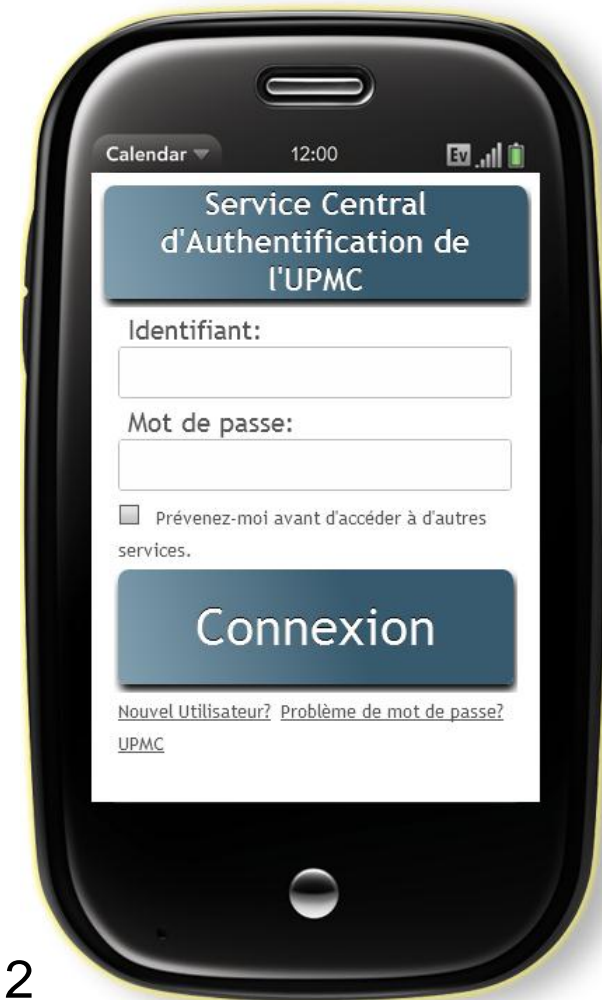 Calendar 12:00 Ev
Service Central
d'Authentification de
l'UPMC
Identifiant:
Mot de passe:
Prévenez-moi avant d'accéder à d'autres
services.
Connexion
Nouvel Utilisateur? Problème de mot de passe?
UPMC
2